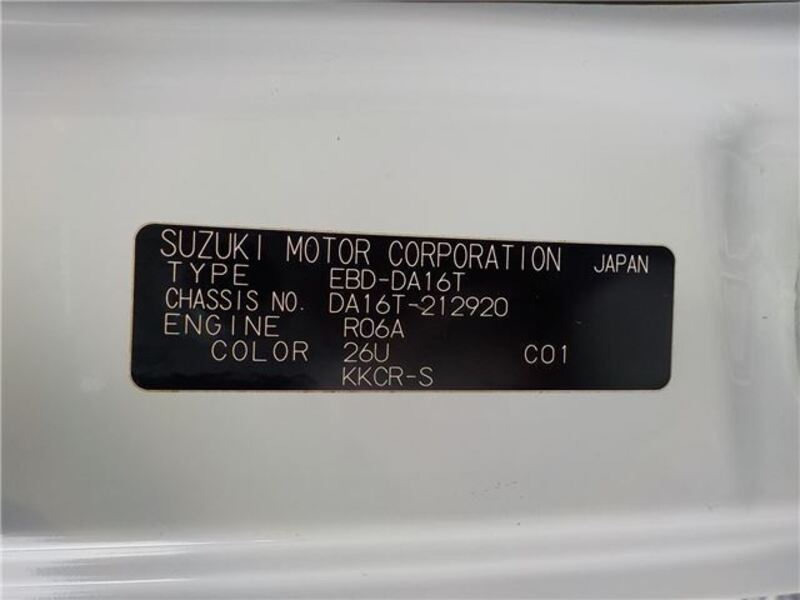 SUZUKI MOTOR CORPORATION JAPAN
TYPE EBD-DA16T
CHASSIS NO. DA16T-212920
ENGINE R06A
COLOR 26U C01
KKCR-S